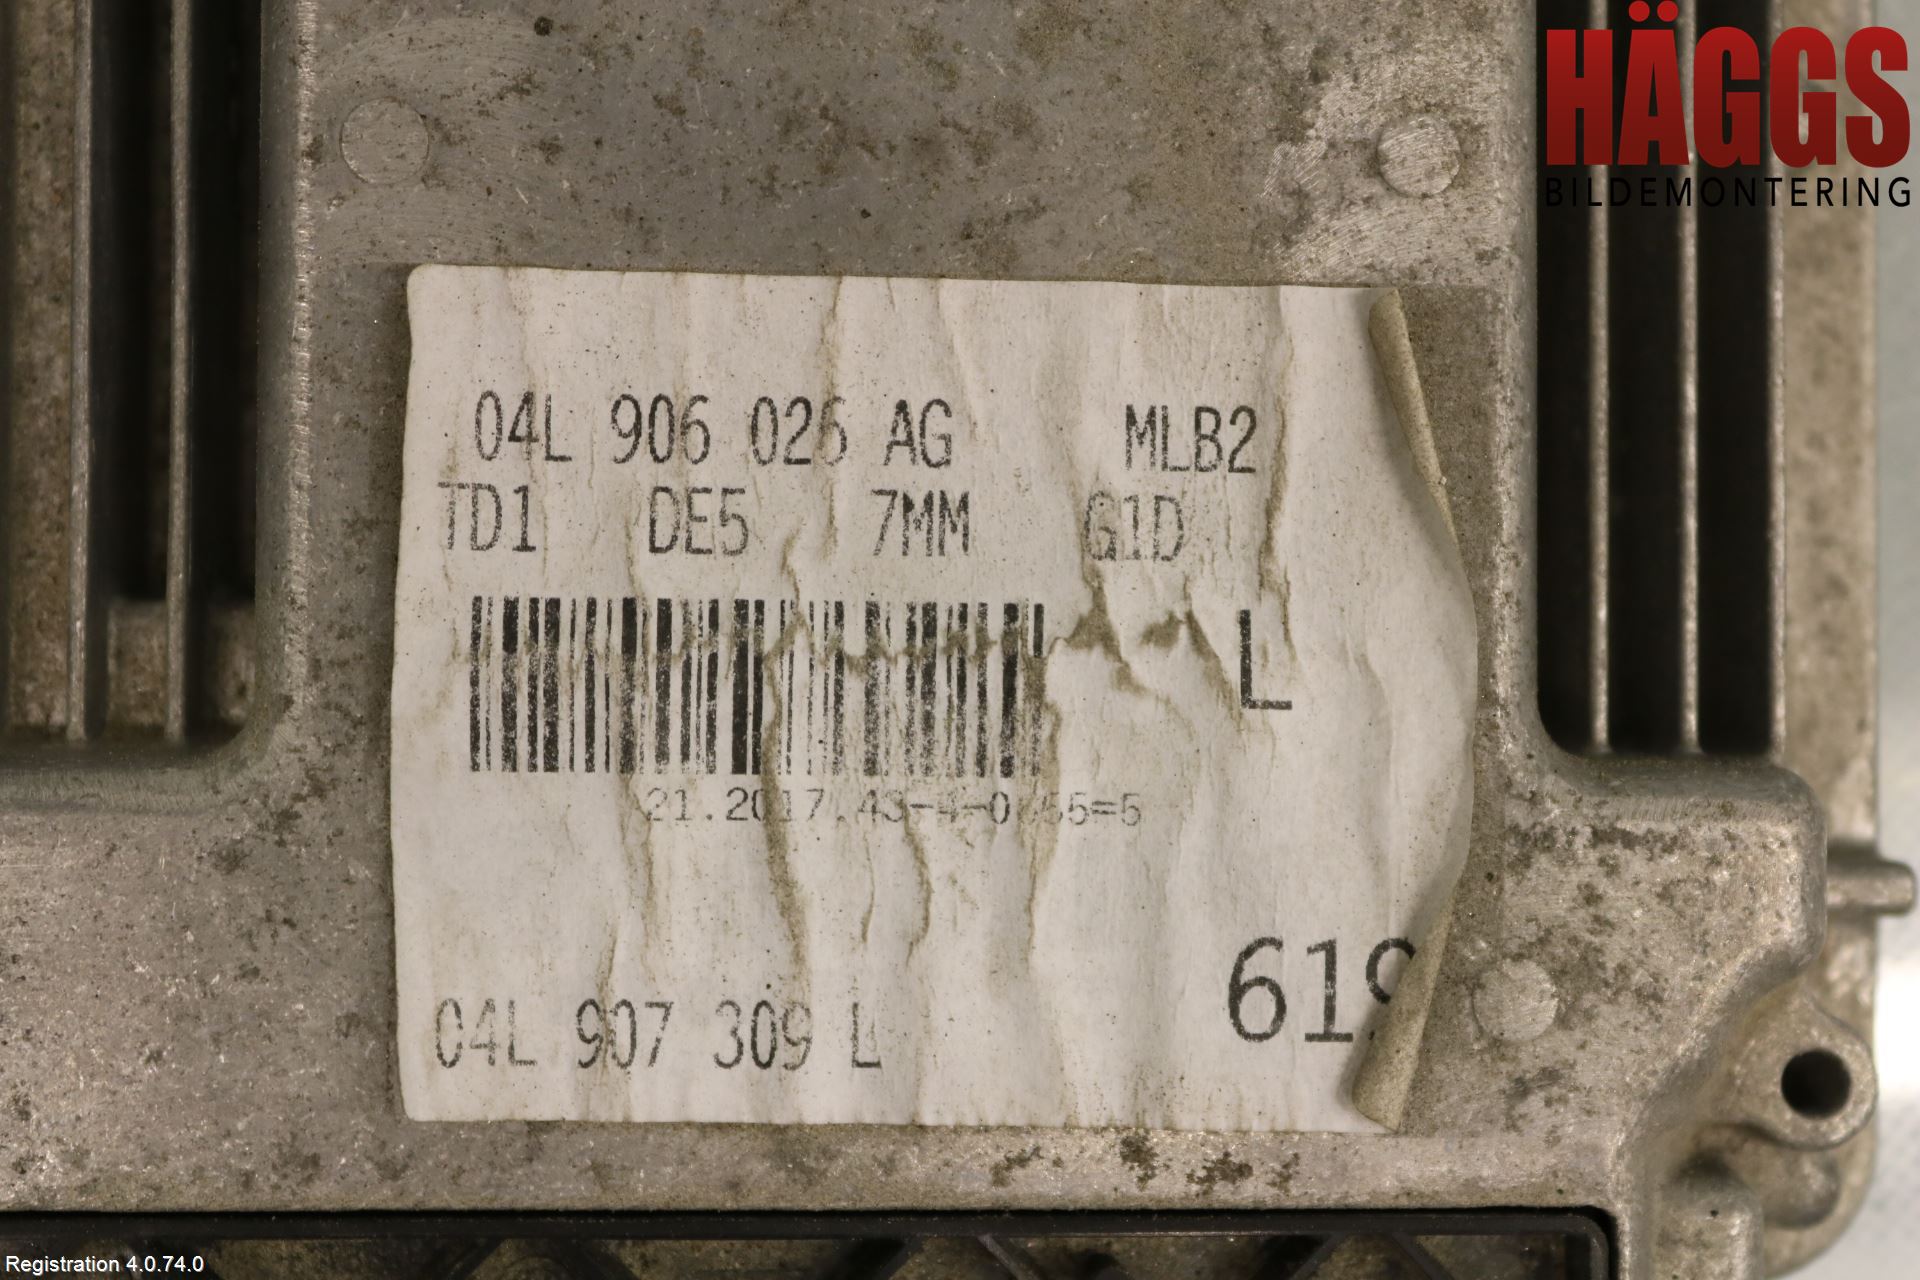 HÄGGS
BILDEMONTERING
04L 906 026 AG MLB2
TD1 DE5 7MM G1D
L
04L 907 309 L
619
Registration 4.0.74.0